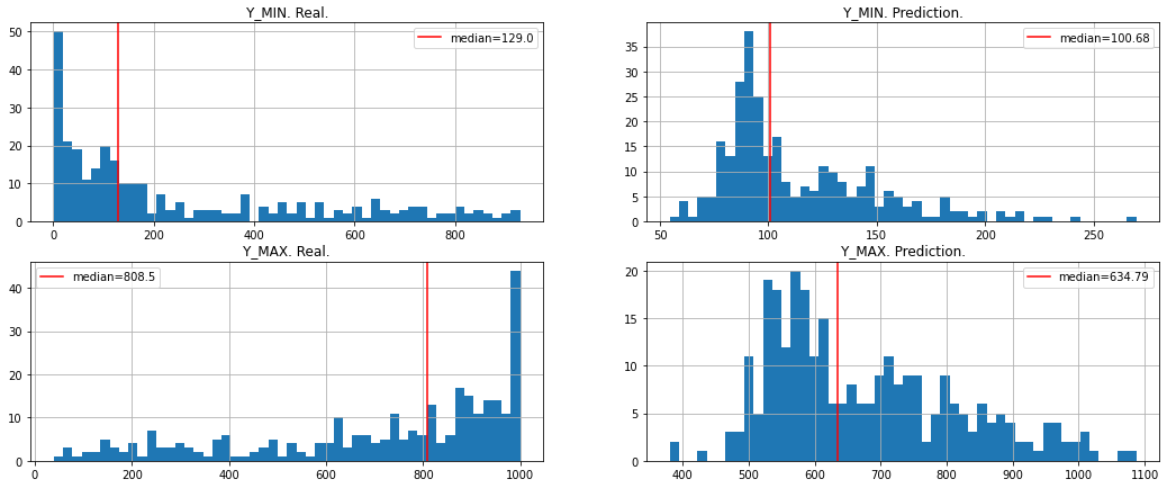 Y_MIN. Real.
median=129.0
50
40
30
20
10
0
0 200 400 600 800
Y_MIN. Prediction.
median=100.68
35
30
25
20
15
10
5
0
50 100 150 200 250
Y_MAX. Real.
median=808.5
40
30
20
10
0
0 200 400 600 800 1000
Y_MAX. Prediction.
median=634.79
20
15
10
5
0
400 500 600 700 800 900 1000 1100